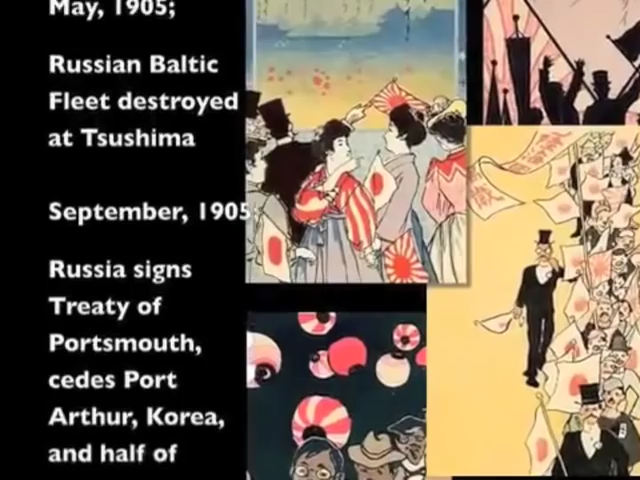 May, 1905;
Russian Baltic
Fleet destroyed
at Tsushima
September, 1905;
Russia signs
Treaty of
Portsmouth,
cedes Port
Arthur, Korea,
and half of